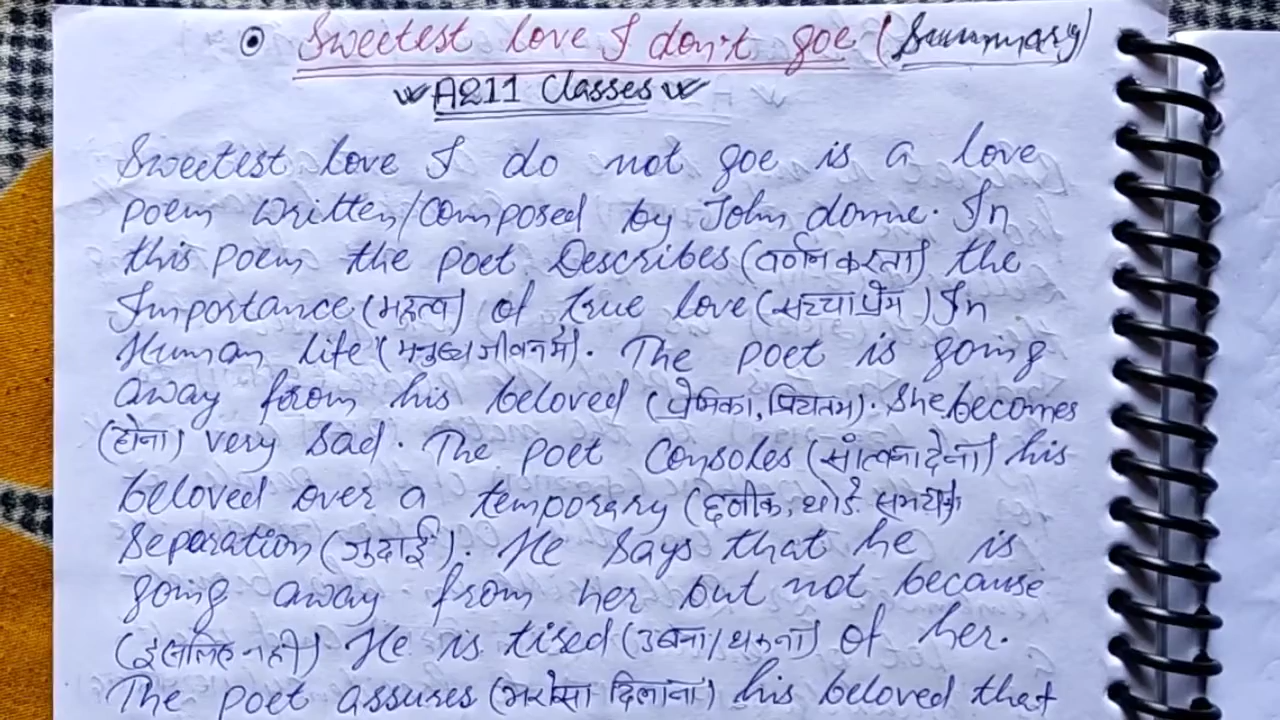 Sweetest love I don't goe (Summary)
A211 Classes
Sweetest love I do not goe is a love
poem written/composed by John donne. In
this poem the poet Describes (वर्णन करता) the
Importance (महत्व) of true love (सच्चा प्रेम) In
Human life (मनुष्य जीवन में). The poet is going
away from his beloved (प्रेमिका, प्रियतम). She becomes
(होना) very sad. The poet Consoles (सांत्वना देना) his
beloved over a temporary (छनीक, थोड़े समय के
Separation (जुदाई). He says that he is
going away from her but not because
(इसलिए नही) He is tired (उबना/थकना) of her.
The poet assures (भरोसा दिलाना) his beloved that